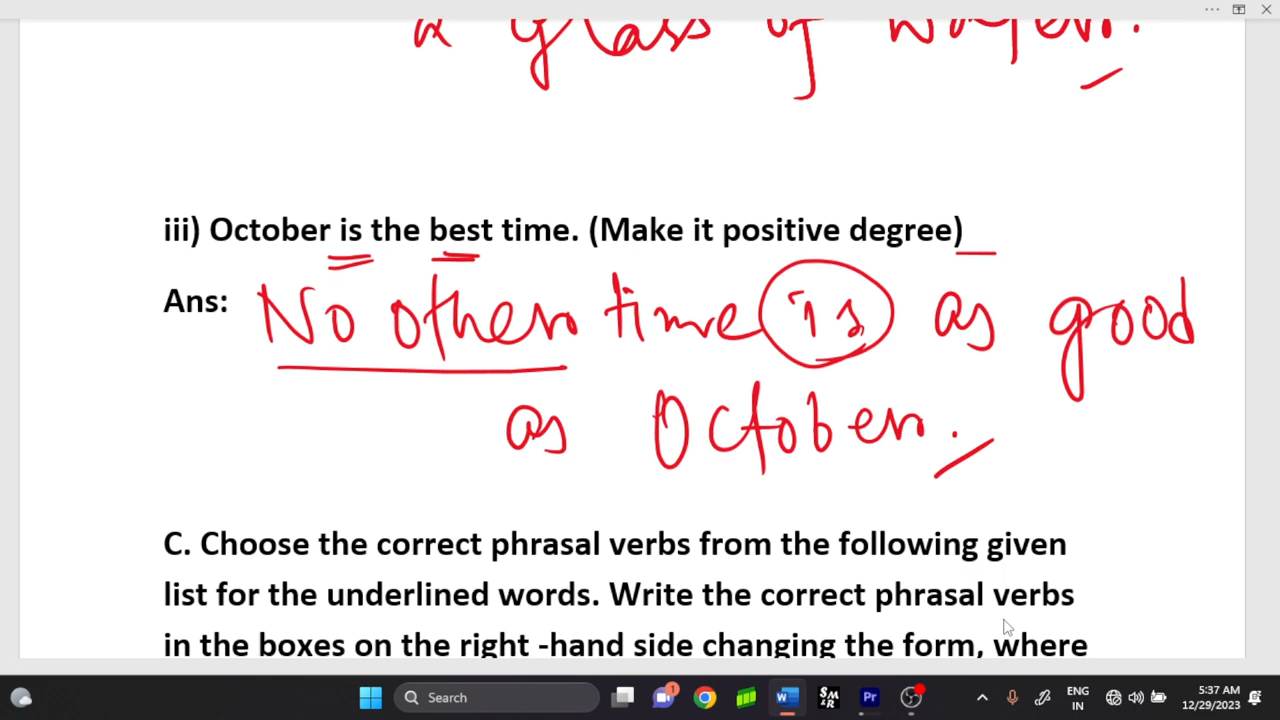 a glass of water.
iii) October is the best time. (Make it positive degree)
Ans: No other time is as good
as October.
C. Choose the correct phrasal verbs from the following given
list for the underlined words. Write the correct phrasal verbs
in the boxes on the right -hand side changing the form, where
Search
1
W
SM
&R
Pr
ENG
IN
5:37 AM
12/29/2023